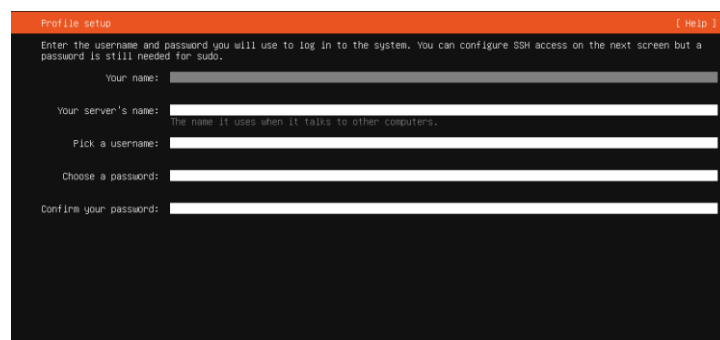 Profile setup [ Help ]
Enter the username and password you will use to log in to the system. You can configure SSH access on the next screen but a
password is still needed for sudo.
Your name:
Your server's name:
The name it uses when it talks to other computers.
Pick a username:
Choose a password:
Confirm your password: